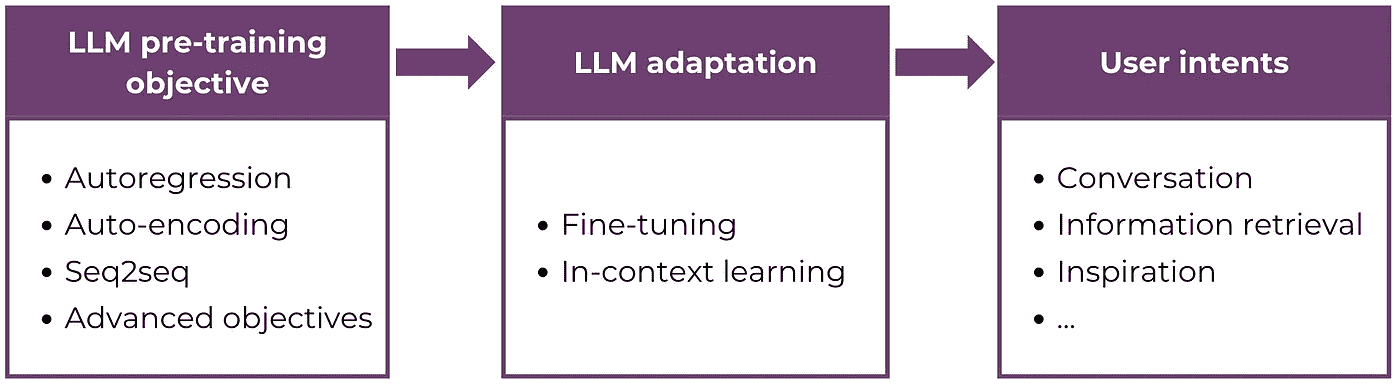 LLM pre-training
objective
• Autoregression
• Auto-encoding
• Seq2seq
• Advanced objectives
LLM adaptation
• Fine-tuning
• In-context learning
User intents
• Conversation
• Information retrieval
• Inspiration
• ...